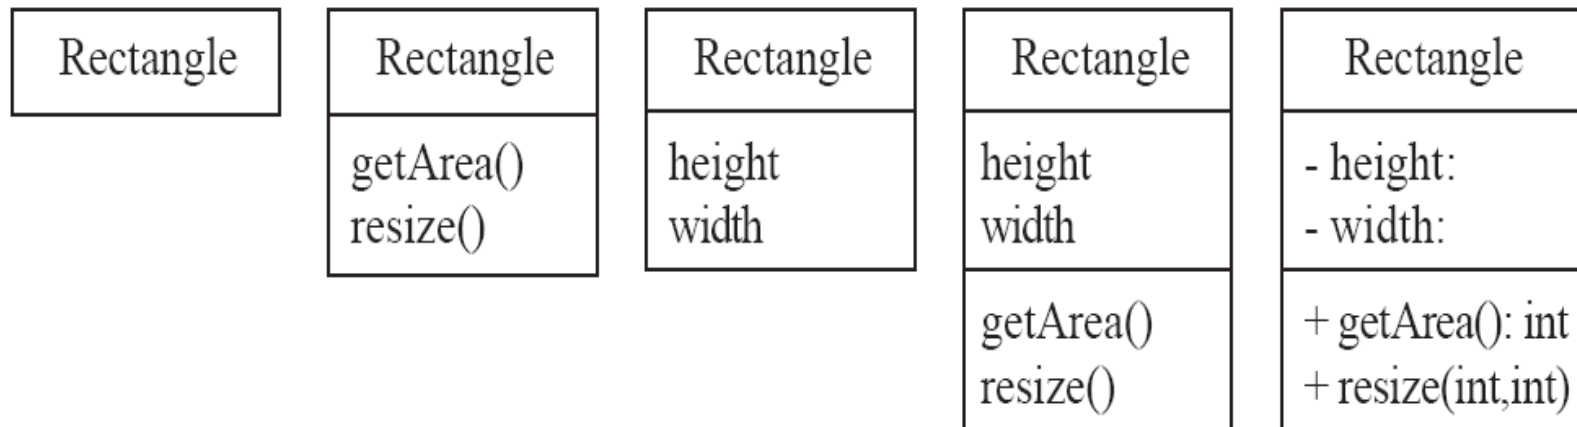 Rectangle
getArea()
resize()
Rectangle
height
width
Rectangle
height
width
getArea()
resize()
Rectangle
- height:
- width:
+ getArea(): int
+ resize(int,int)
Rectangle